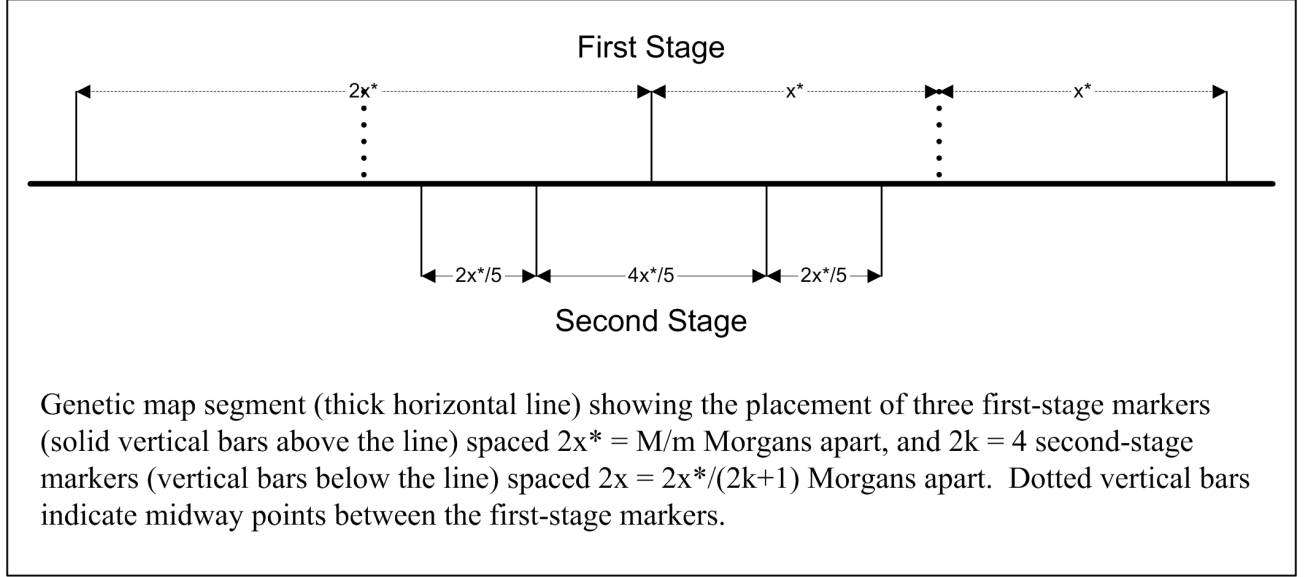 First Stage
2x*
x*
x*
2x*/5
4x*/5
2x*/5
Second Stage
Genetic map segment (thick horizontal line) showing the placement of three first-stage markers
(solid vertical bars above the line) spaced 2x* = M/m Morgans apart, and 2k = 4 second-stage
markers (vertical bars below the line) spaced 2x = 2x*/(2k+1) Morgans apart.  Dotted vertical bars
indicate midway points between the first-stage markers.